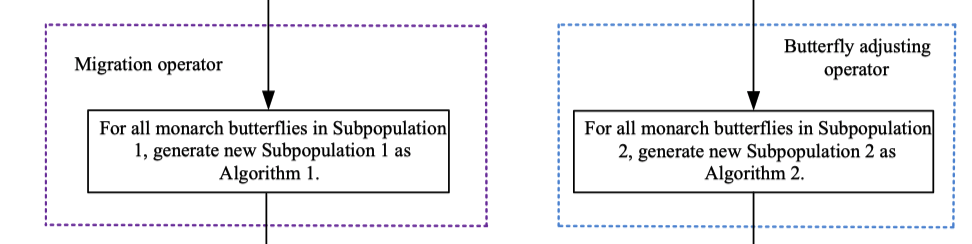 Migration operator
For all monarch butterflies in Subpopulation
1, generate new Subpopulation 1 as
Algorithm 1.
Butterfly adjusting
operator
For all monarch butterflies in Subpopulation
2, generate new Subpopulation 2 as
Algorithm 2.